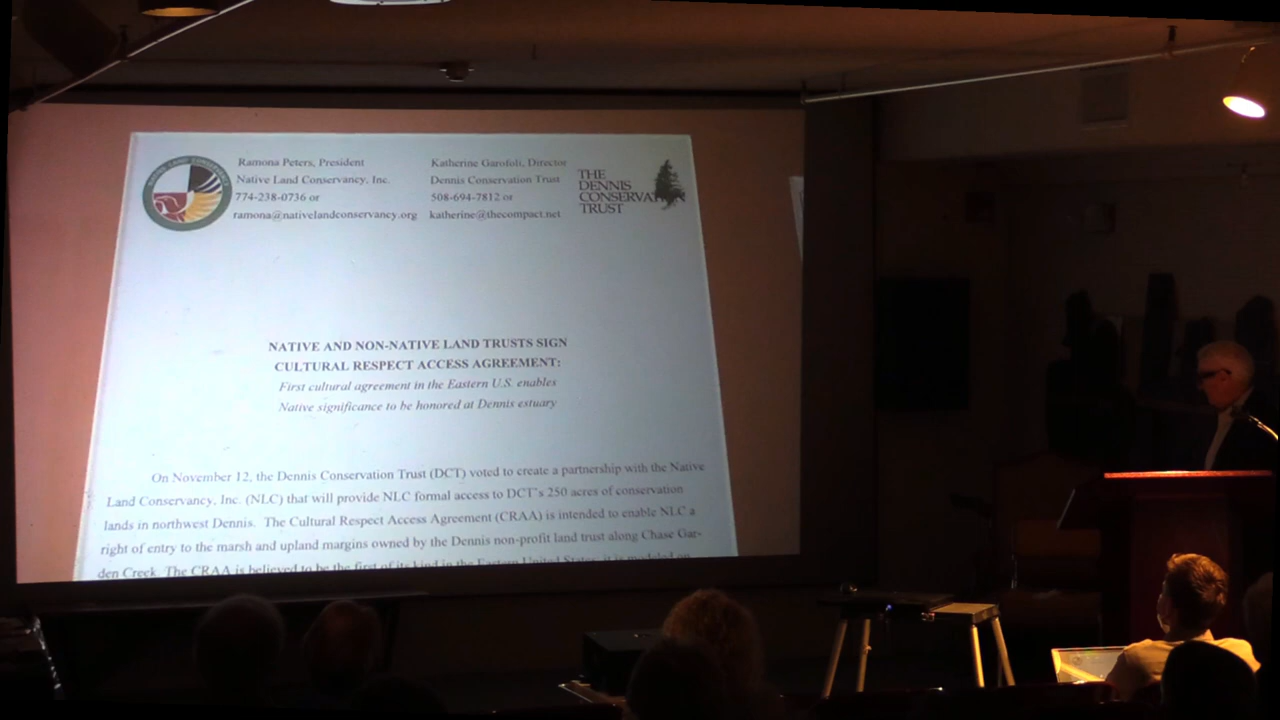 NATIVE LAND CONSERVANCY
Ramona Peters, President
Native Land Conservancy, Inc.
774-238-0736 or
ramona@nativelandconservancy.org
Katherine Garofoli, Director
Dennis Conservation Trust
508-694-7812 or
katherine@thecompact.net
THE
DENNIS
CONSERVA
TRUST
NATIVE AND NON-NATIVE LAND TRUSTS SIGN
CULTURAL RESPECT ACCESS AGREEMENT:
First cultural agreement in the Eastern U.S. enables
Native significance to be honored at Dennis estuary
On November 12, the Dennis Conservation Trust (DCT) voted to create a partnership with the Native
Land Conservancy, Inc. (NLC) that will provide NLC formal access to DCT's 250 acres of conservation
lands in northwest Dennis. The Cultural Respect Access Agreement (CRAA) is intended to enable NLC a
right of entry to the marsh and upland margins owned by the Dennis non-profit land trust along Chase Gar-
den Creek. The CRAA is believed to be the first of its kind in the Eastern United States, it is modeled on